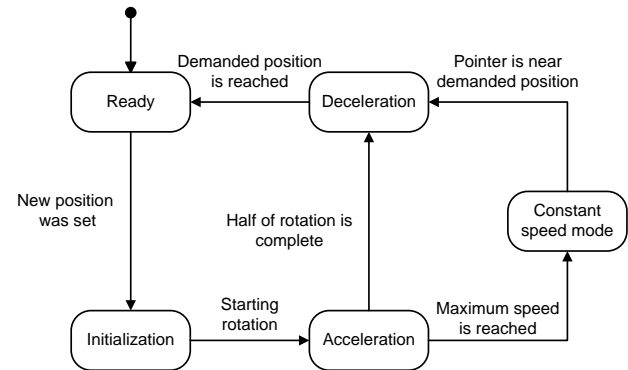 Demanded position
is reached
Pointer is near
demanded position
Ready
Deceleration
New position
was set
Half of rotation is
complete
Constant
speed mode
Starting
rotation
Maximum speed
is reached
Initialization
Acceleration